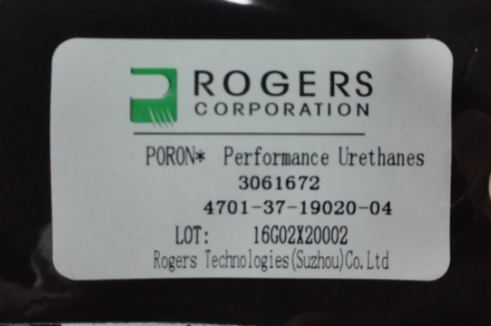 ROGERS
CORPORATION
PORON* Performance Urethanes
3061672
4701-37-19020-04
LOT: 16G02X20002
Rogers Technologies(Suzhou)Co.Ltd